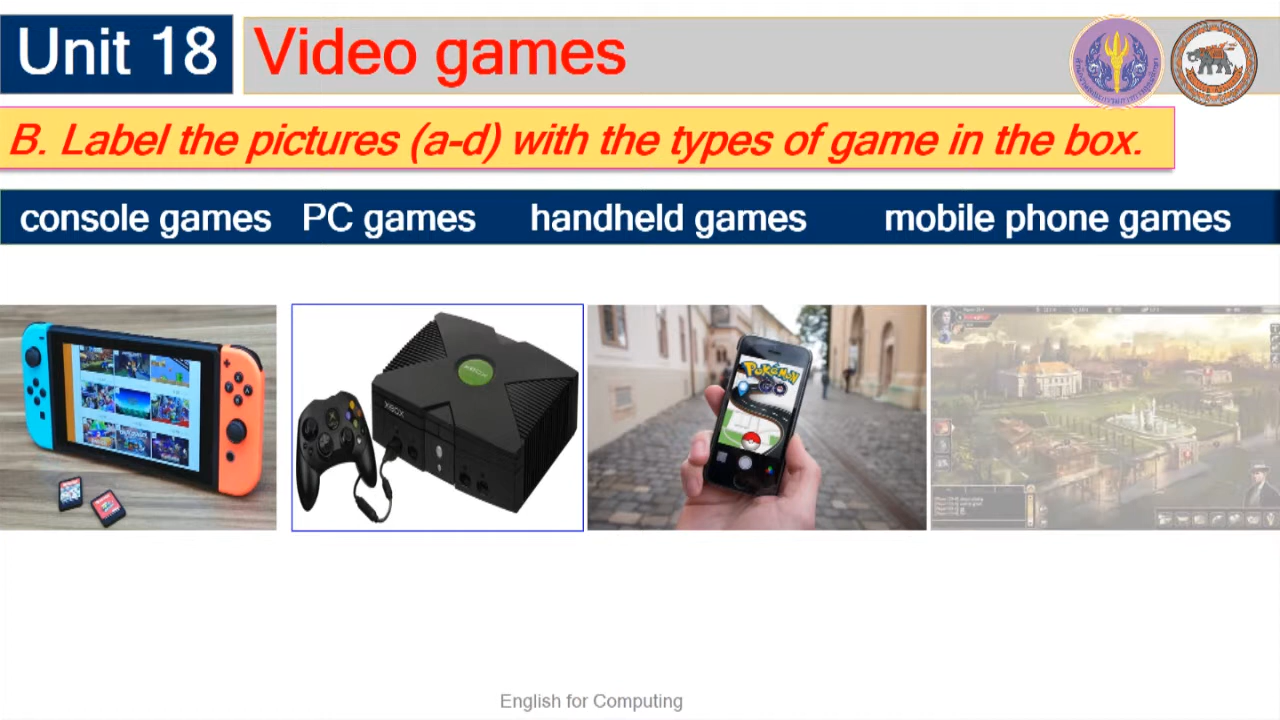 Unit 18
Video games
B. Label the pictures (a-d) with the types of game in the box.
console games PC games handheld games mobile phone games
XBOX
POKÉMON
GO
English for Computing